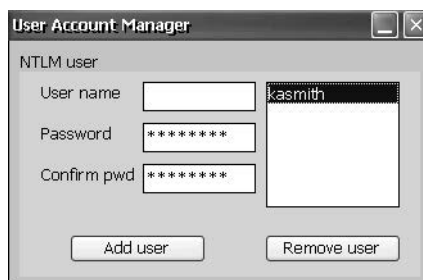 User Account Manager
NTLM user
User name
kasmith
Password
********
Confirm pwd
********
Add user
Remove user